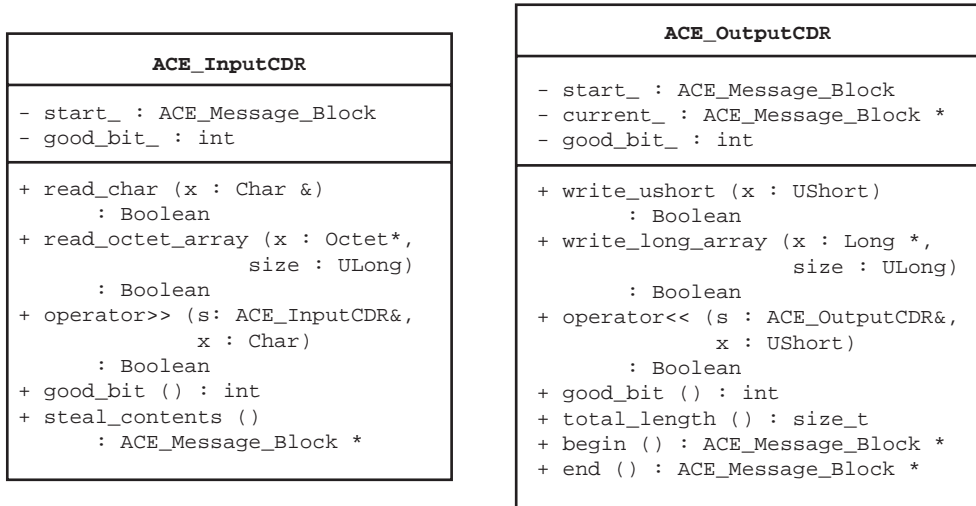 ACE_InputCDR
- start_ : ACE_Message_Block
- good_bit_ : int
+ read_char (x : Char &)
: Boolean
+ read_octet_array (x : Octet*,
size : ULong)
: Boolean
+ operator>> (s: ACE_InputCDR&,
x : Char)
: Boolean
+ good_bit () : int
+ steal_contents ()
: ACE_Message_Block *
ACE_OutputCDR
- start_ : ACE_Message_Block
- current_ : ACE_Message_Block *
- good_bit_ : int
+ write_ushort (x : UShort)
: Boolean
+ write_long_array (x : Long *,
size : ULong)
: Boolean
+ operator<< (s : ACE_OutputCDR&,
x : UShort)
: Boolean
+ good_bit () : int
+ total_length () : size_t
+ begin () : ACE_Message_Block *
+ end () : ACE_Message_Block *